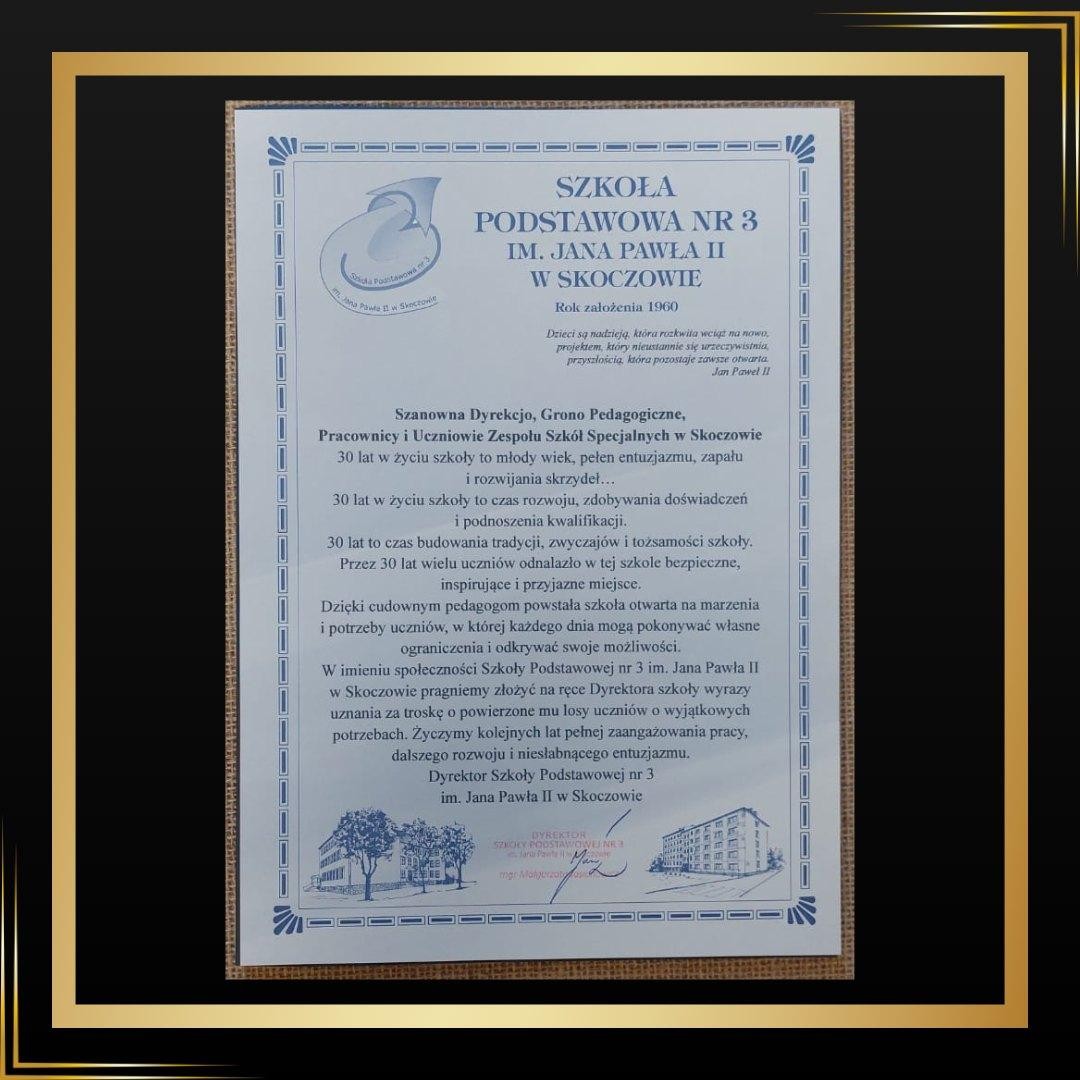 Szkoła Podstawowa nr 3
im. Jana Pawła II w Skoczowie
SZKOŁA
PODSTAWOWA NR 3
IM. JANA PAWŁA II
W SKOCZOWIE
Rok założenia 1960
Dzieci są nadzieją, która rozkwita wciąż na nowo,
projektem, który nieustannie się urzeczywistnia,
przyszłością, która pozostaje zawsze otwarta.
Jan Paweł II
Szanowna Dyrekcjo, Grono Pedagogiczne,
Pracownicy i Uczniowie Zespołu Szkół Specjalnych w Skoczowie
30 lat w życiu szkoły to młody wiek, pełen entuzjazmu, zapału
i rozwijania skrzydeł…
30 lat w życiu szkoły to czas rozwoju, zdobywania doświadczeń
i podnoszenia kwalifikacji.
30 lat to czas budowania tradycji, zwyczajów i tożsamości szkoły.
Przez 30 lat wielu uczniów odnalazło w tej szkole bezpieczne,
inspirujące i przyjazne miejsce.
Dzięki cudownym pedagogom powstała szkoła otwarta na marzenia
i potrzeby uczniów, w której każdego dnia mogą pokonywać własne
ograniczenia i odkrywać swoje możliwości.
W imieniu społeczności Szkoły Podstawowej nr 3 im. Jana Pawła II
w Skoczowie pragniemy złożyć na ręce Dyrektora szkoły wyrazy
uznania za troskę o powierzone mu losy uczniów o wyjątkowych
potrzebach. Życzymy kolejnych lat pełnej zaangażowania pracy,
dalszego rozwoju i niesłabnącego entuzjazmu.
Dyrektor Szkoły Podstawowej nr 3
im. Jana Pawła II w Skoczowie
DYREKTOR
SZKOŁY PODSTAWOWEJ NR 3
im. Jana Pawła II w Skoczowie
mgr Małgorzata